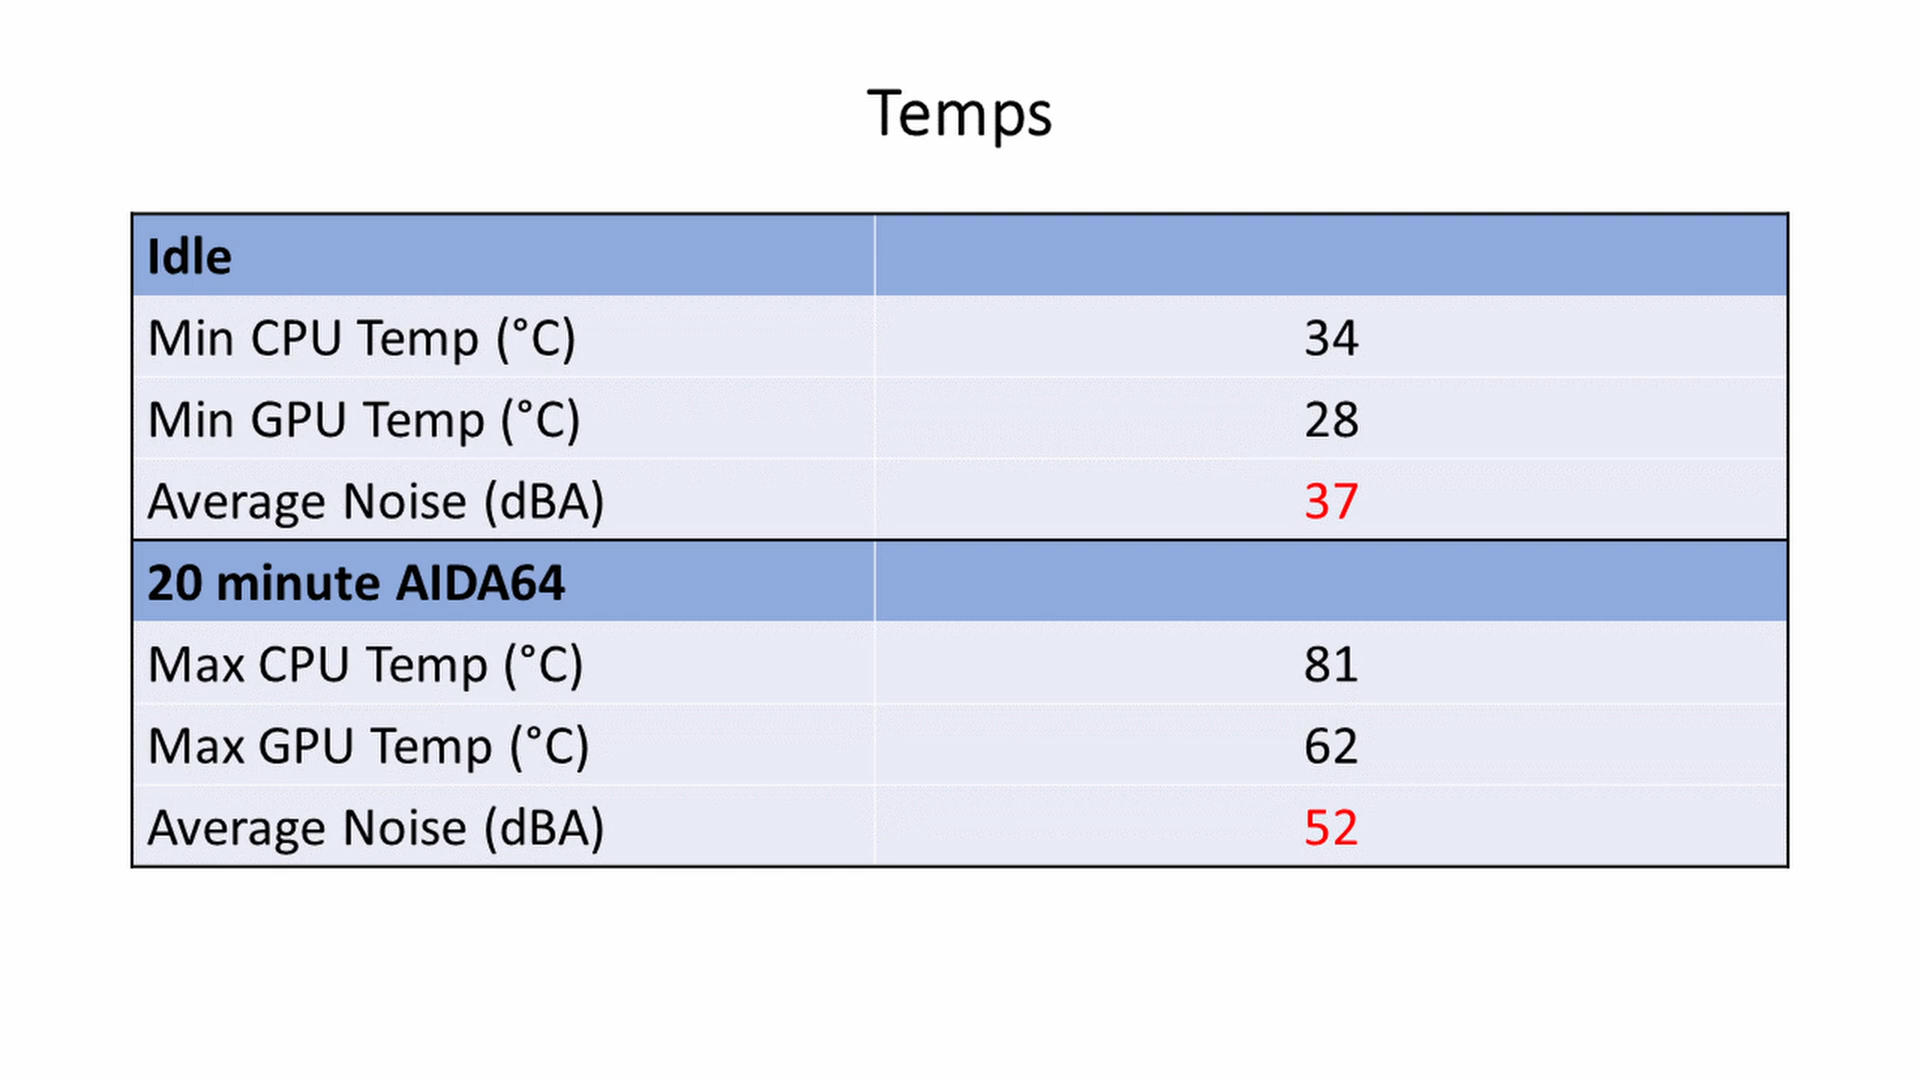 Temps
Idle
Min CPU Temp (°C) 34
Min GPU Temp (°C) 28
Average Noise (dBA) 37
20 minute AIDA64
Max CPU Temp (°C) 81
Max GPU Temp (°C) 62
Average Noise (dBA) 52